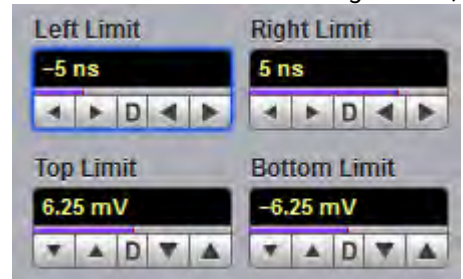 Left Limit Right Limit
−5 ns 5 ns
D D
Top Limit Bottom Limit
6.25 mV −6.25 mV
D D